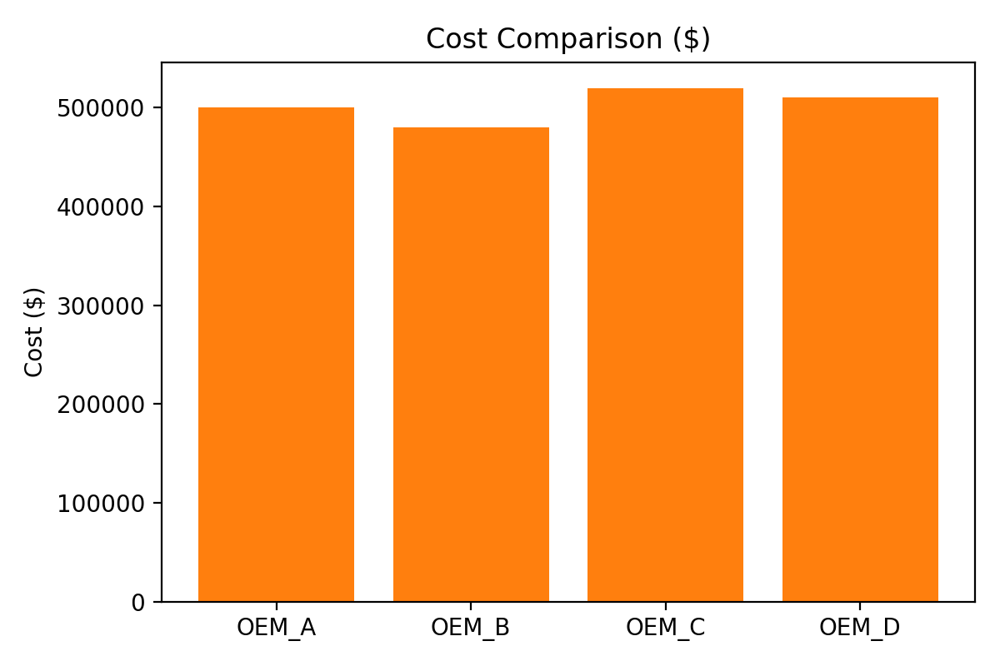 Cost Comparison ($)
Cost ($)
500000
400000
300000
200000
100000
0
OEM_A OEM_B OEM_C OEM_D